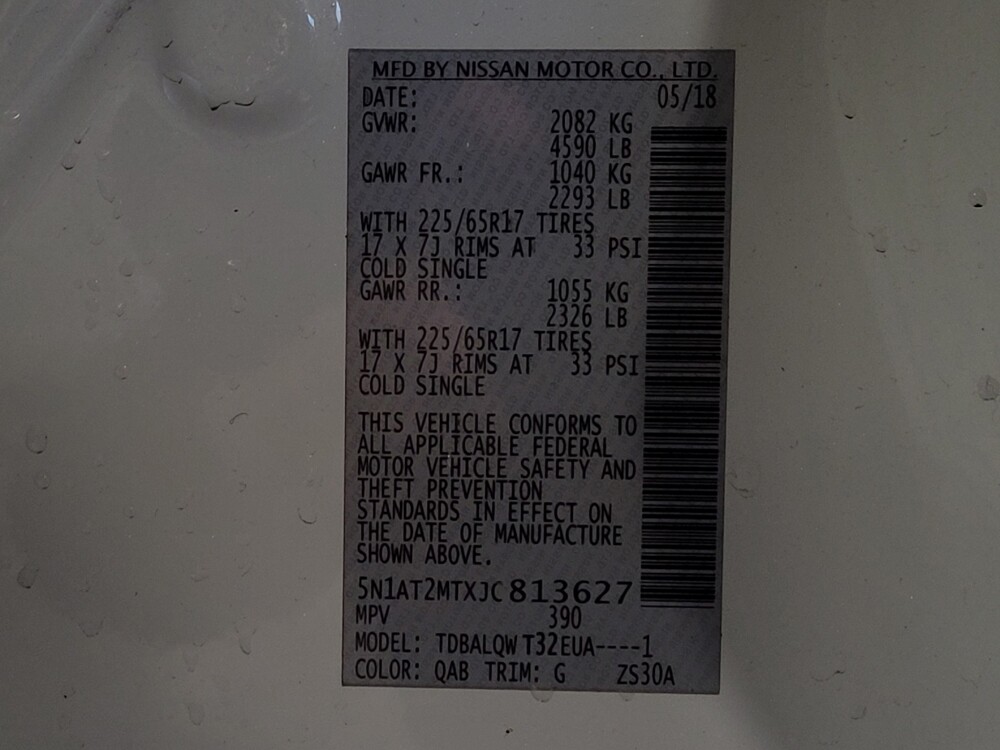 MFD BY NISSAN MOTOR CO., LTD.
DATE: 05/18
GVWR: 2082 KG
4590 LB
GAWR FR.: 1040 KG
2293 LB
WITH 225/65R17 TIRES
17 X 7J RIMS AT 33 PSI
COLD SINGLE
GAWR RR.: 1055 KG
2326 LB
WITH 225/65R17 TIRES
17 X 7J RIMS AT 33 PSI
COLD SINGLE
THIS VEHICLE CONFORMS TO
ALL APPLICABLE FEDERAL
MOTOR VEHICLE SAFETY AND
THEFT PREVENTION
STANDARDS IN EFFECT ON
THE DATE OF MANUFACTURE
SHOWN ABOVE.
5N1AT2MTXJC813627
MPV 390
MODEL: TDBALQW T32EUA----1
COLOR: QAB TRIM: G ZS30A